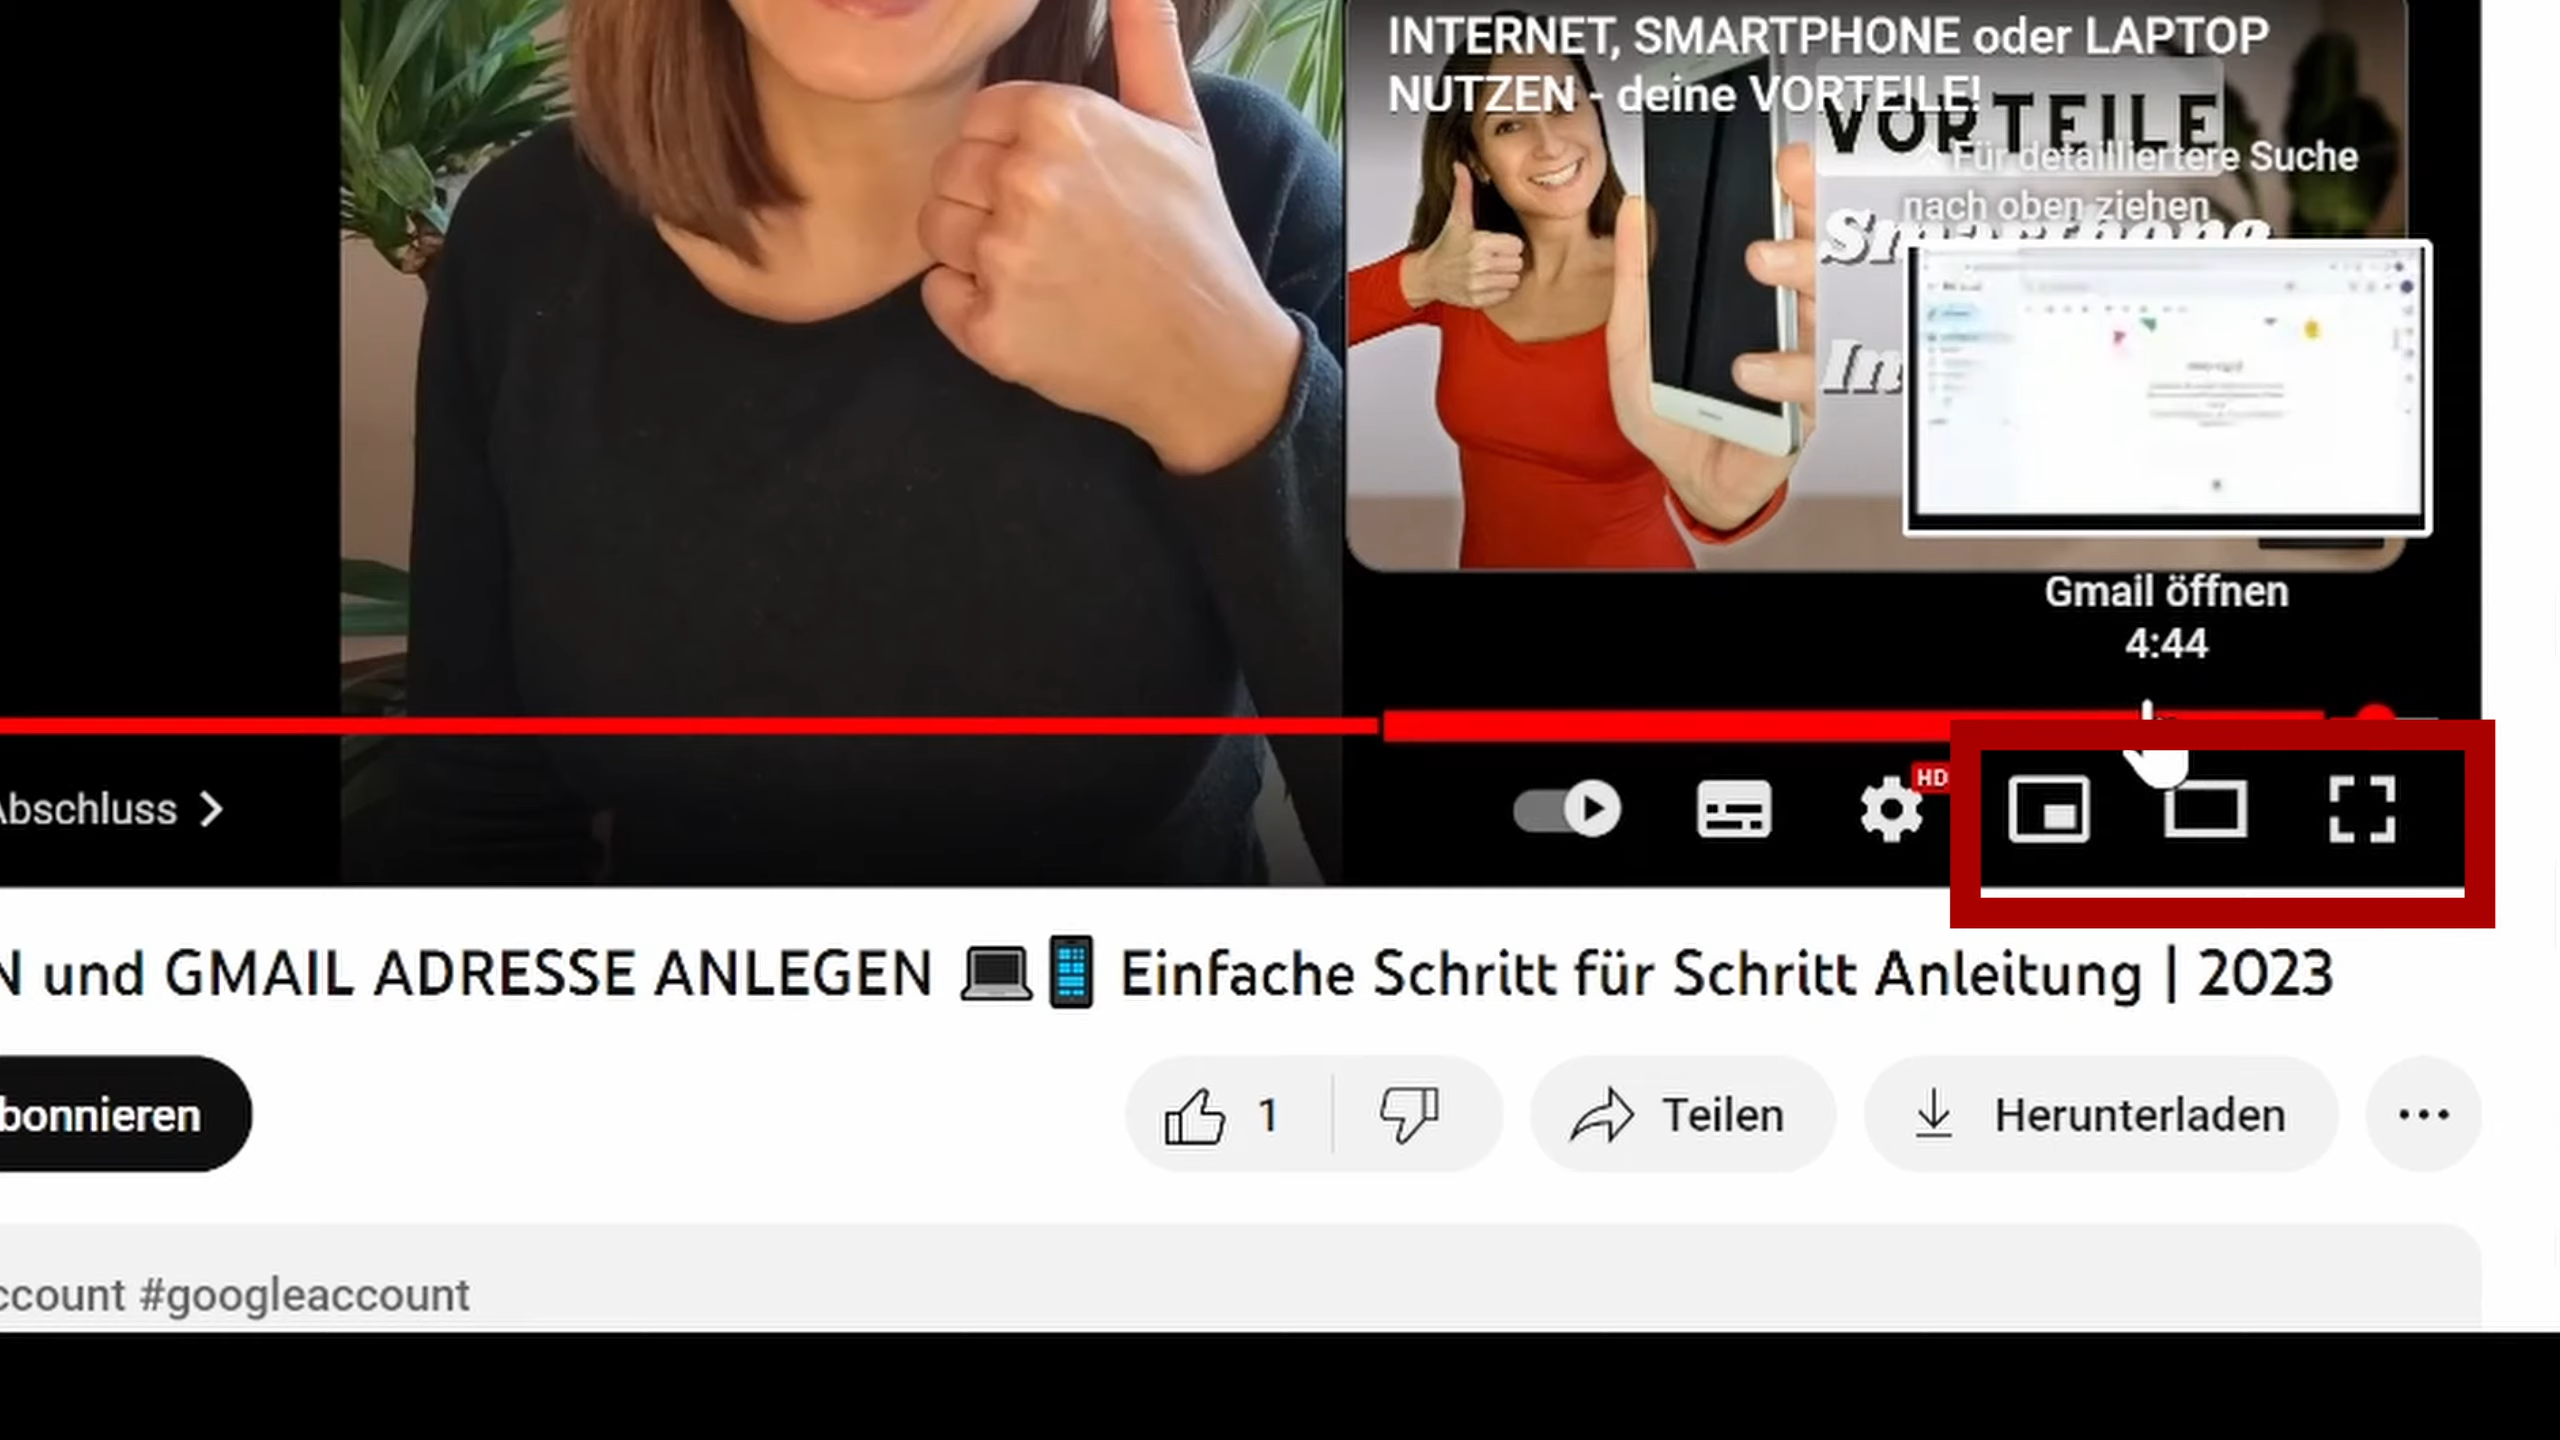 INTERNET, SMARTPHONE oder LAPTOP
NUTZEN - deine VORTEILE!
VORTEILE
Für detailliertere Suche
nach oben ziehen
Gmail öffnen
4:44
Abschluss
HD
N und GMAIL ADRESSE ANLEGEN 💻📱 Einfache Schritt für Schritt Anleitung | 2023
bonnieren
1
Teilen
Herunterladen
ccount #googleaccount